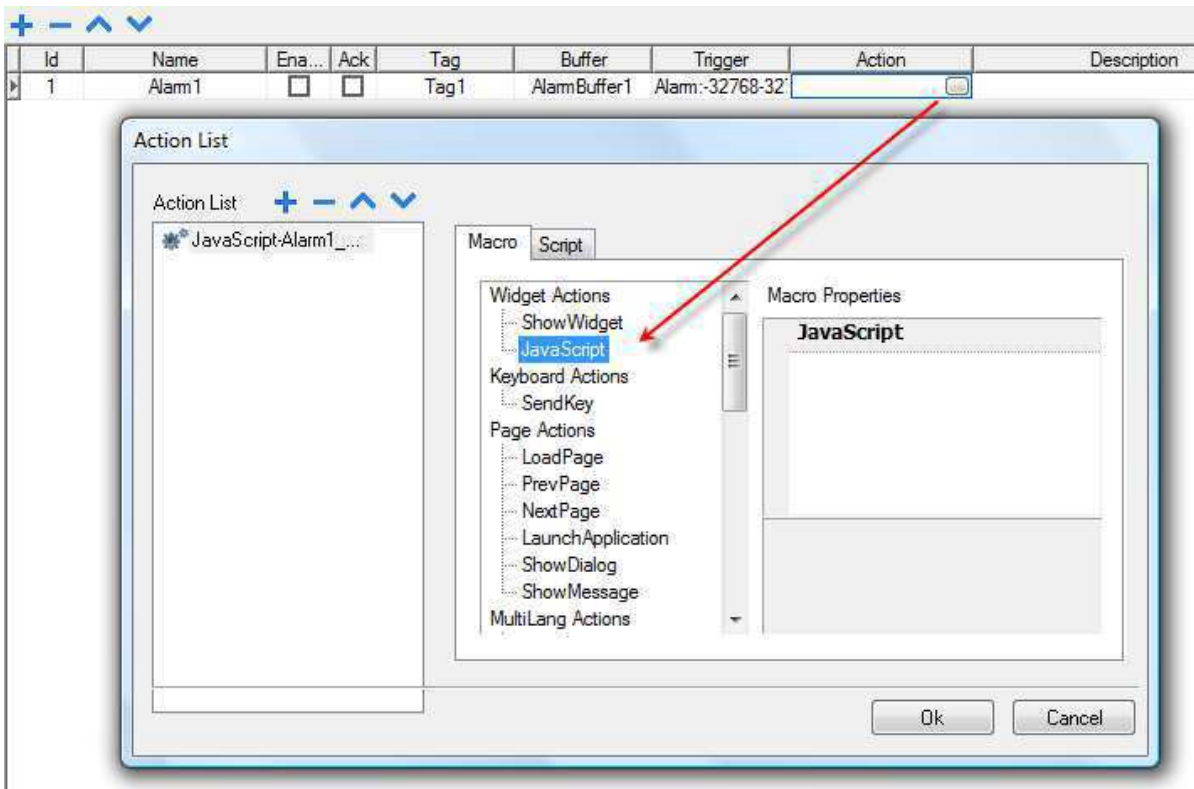 Id Name Ena... Ack Tag Buffer Trigger Action Description
1 Alarm1 Tag1 AlarmBuffer1 Alarm:-32768-32
Action List
Action List
JavaScript-Alarm1_...
Macro Script
Widget Actions
ShowWidget
JavaScript
Keyboard Actions
SendKey
Page Actions
LoadPage
PrevPage
NextPage
LaunchApplication
ShowDialog
ShowMessage
MultiLang Actions
Macro Properties
JavaScript
Ok Cancel